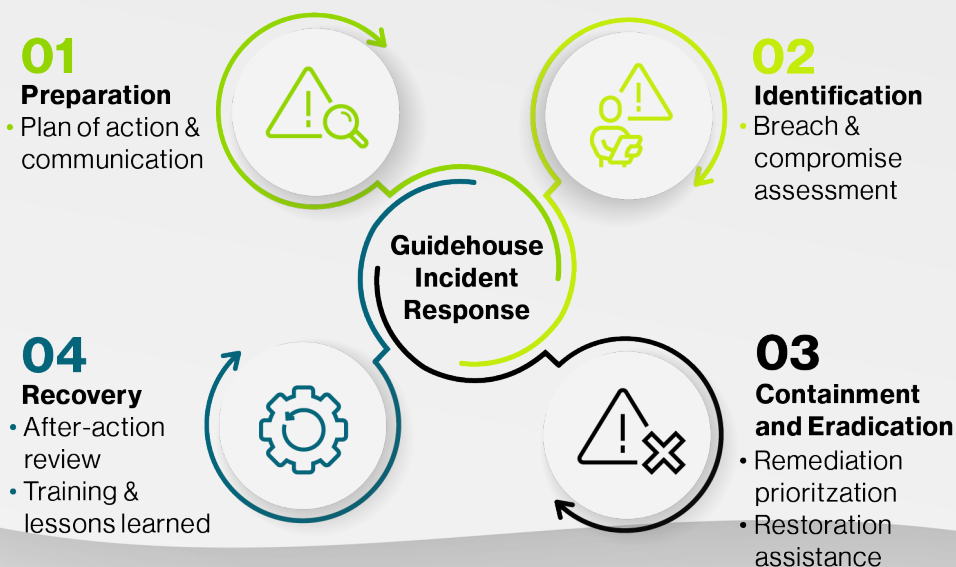 01
Preparation
• Plan of action &
communication
02
Identification
• Breach &
compromise
assessment
Guidehouse
Incident
Response
03
Containment
and Eradication
• Remediation
prioritzation
• Restoration
assistance
04
Recovery
• After-action
review
• Training &
lessons learned